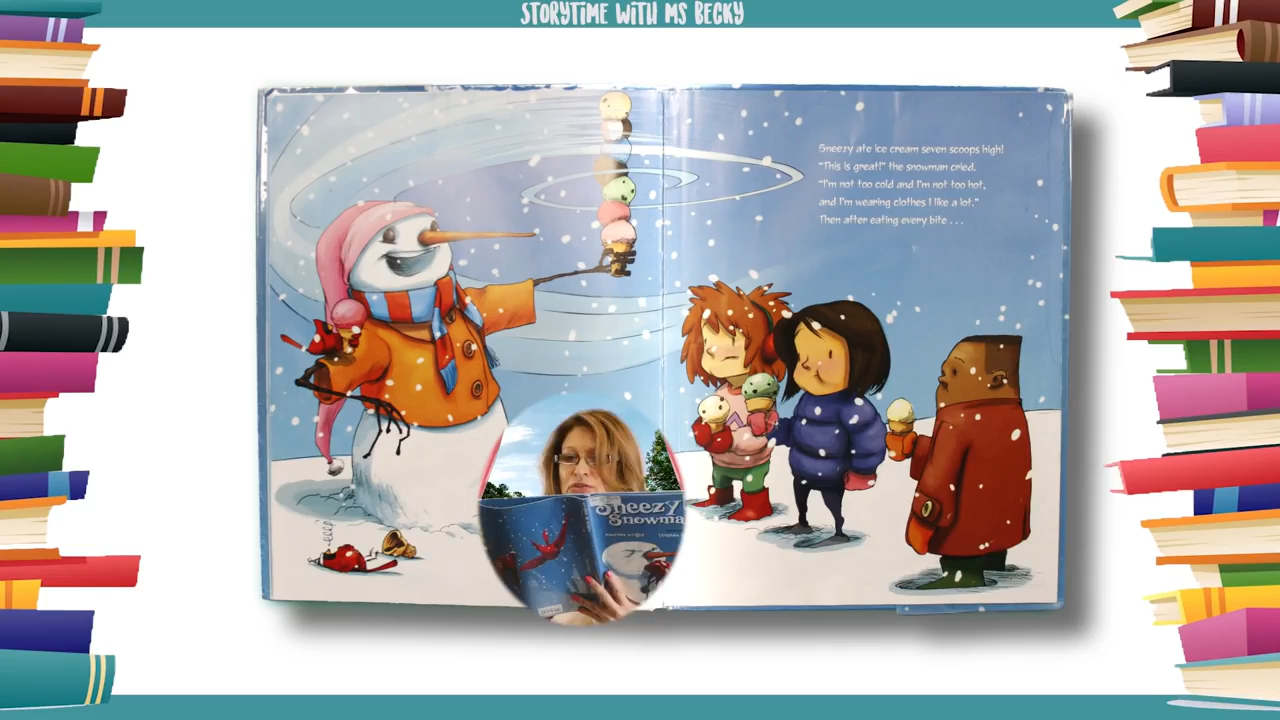 STORYTIME WITH MS BECKY
Sneezy ate ice cream seven scoops high!
"This is great!" the snowman cried.
"I'm not too cold and I'm not too hot,
and I'm wearing clothes I like a lot."
Then after eating every bite . . .
Sneezy
Snowma